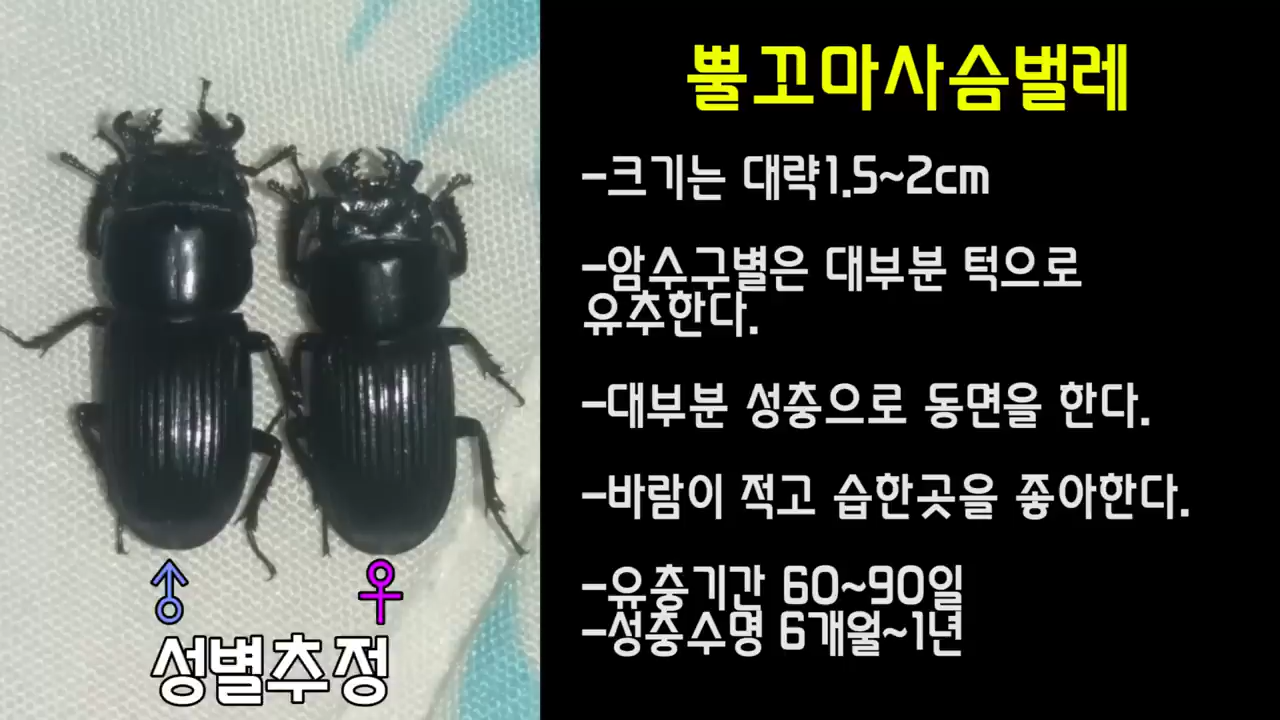 뿔꼬마사슴벌레
-크기는 대략1.5~2cm
-암수구별은 대부분 턱으로
유추한다.
-대부분 성충으로 동면을 한다.
-바람이 적고 습한곳을 좋아한다.
-유충기간 60~90일
-성충수명 6개월~1년
♂ ♀
성별추정